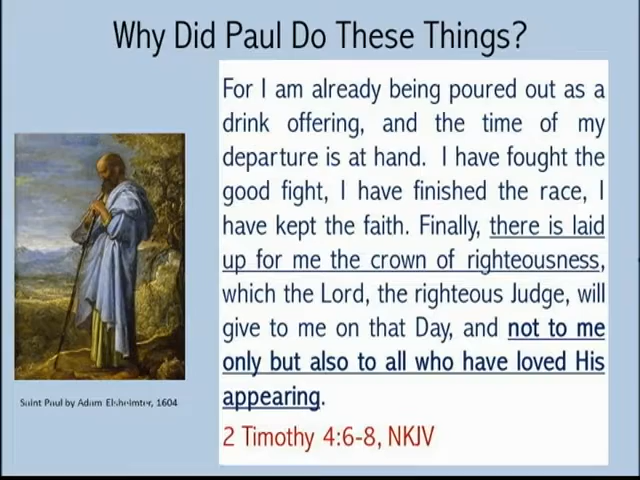 Why Did Paul Do These Things?
For I am already being poured out as a
drink offering, and the time of my
departure is at hand. I have fought the
good fight, I have finished the race, I
have kept the faith. Finally, there is laid
up for me the crown of righteousness,
which the Lord, the righteous Judge, will
give to me on that Day, and not to me
only but also to all who have loved His
appearing.
2 Timothy 4:6-8, NKJV
Saint Paul by Adam Elsheimter, 1604